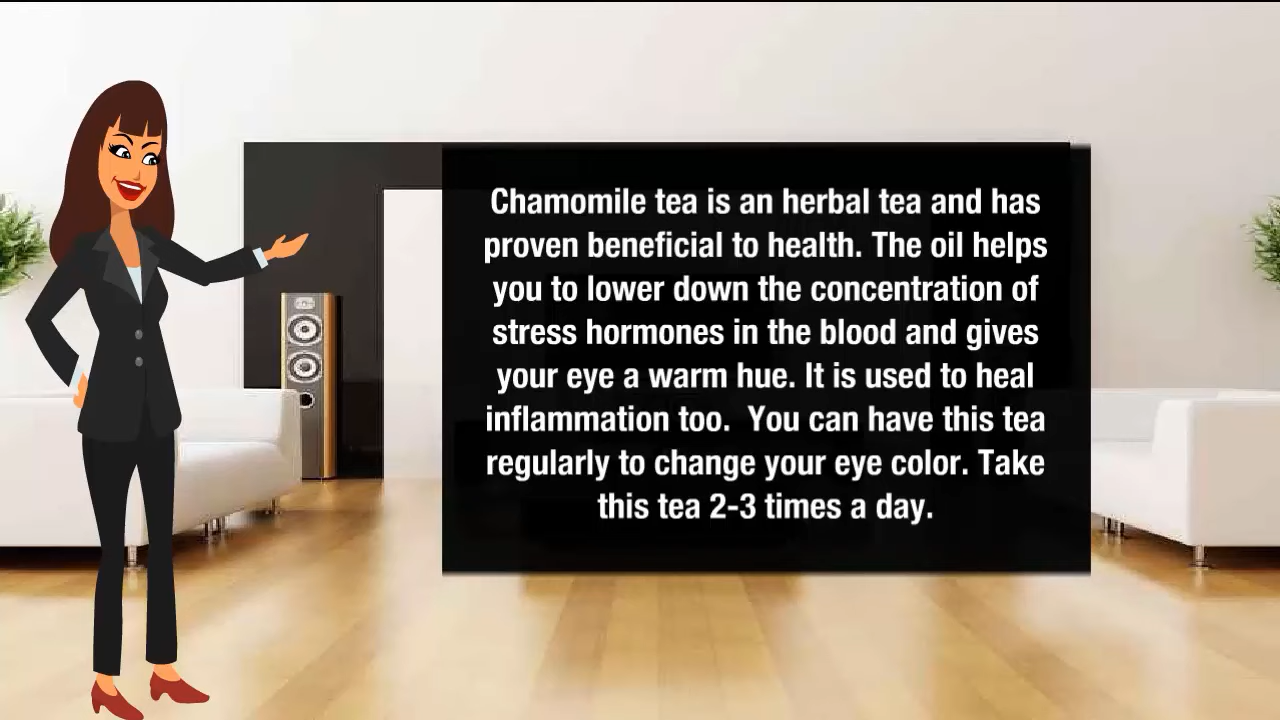 Chamomile tea is an herbal tea and has
proven beneficial to health. The oil helps
you to lower down the concentration of
stress hormones in the blood and gives
your eye a warm hue. It is used to heal
inflammation too.  You can have this tea
regularly to change your eye color. Take
this tea 2-3 times a day.